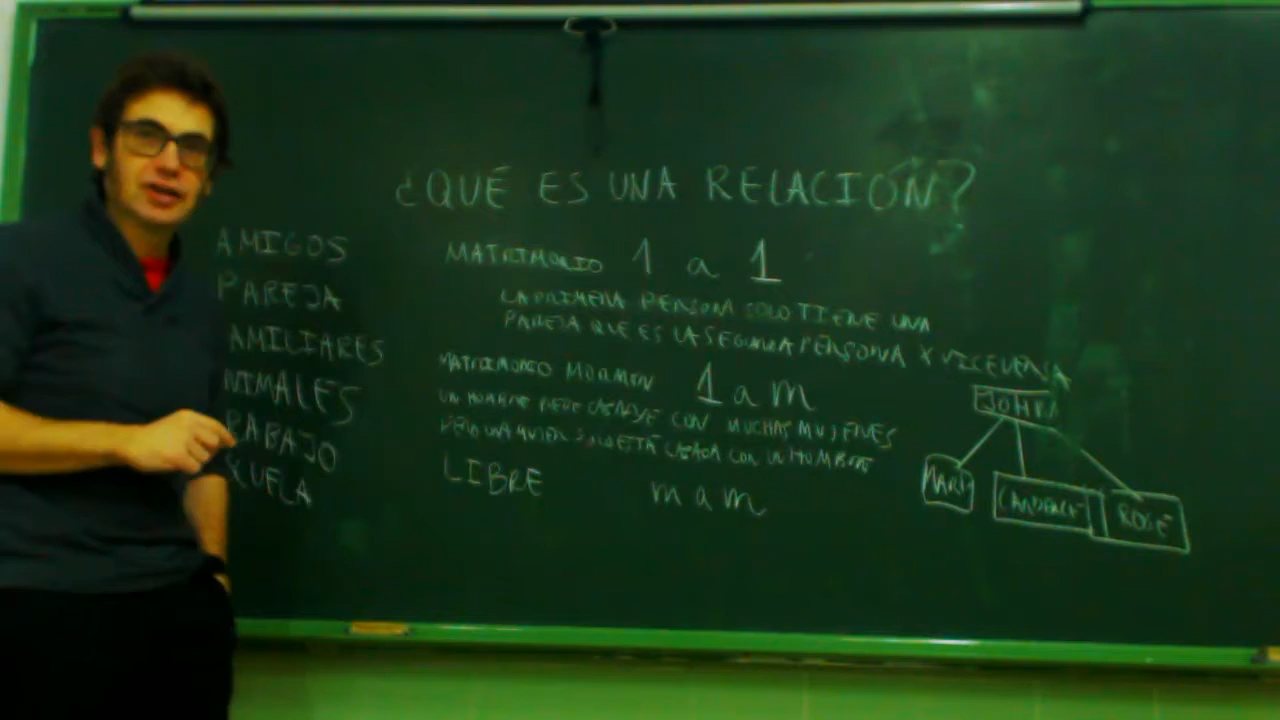 ¿QUÉ ES UNA RELACIÓN?
AMIGOS
PAREJA
AMILIARES
NIMALES
RABAJO
XUELA
MATRIMONIO 1 a 1
LA PRIMERA PERSONA SOLO TIENE UNA
PAREJA QUE ES LA SEGUNDA PERSONA Y VICEVERSA
MATRIMONIO MORMON 1 a m
UN HOMBRE PUEDE CASARSE CON MUCHAS MUJERES
PERO UNA MUJER SOLO ESTÁ CASADA CON UN HOMBRE
LIBRE m a m
JOHN
MARY
CANDENCE
ROSE